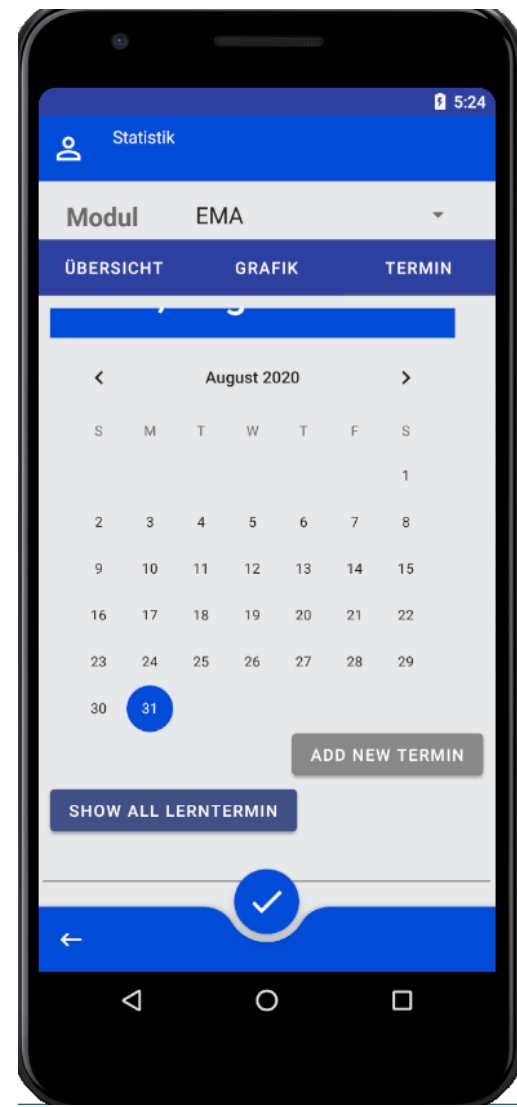 5:24
Statistik
Modul EMA
ÜBERSICHT GRAFIK TERMIN
August 2020
S M T W T F S
1
2 3 4 5 6 7 8
9 10 11 12 13 14 15
16 17 18 19 20 21 22
23 24 25 26 27 28 29
30 31
ADD NEW TERMIN
SHOW ALL LERNTERMIN